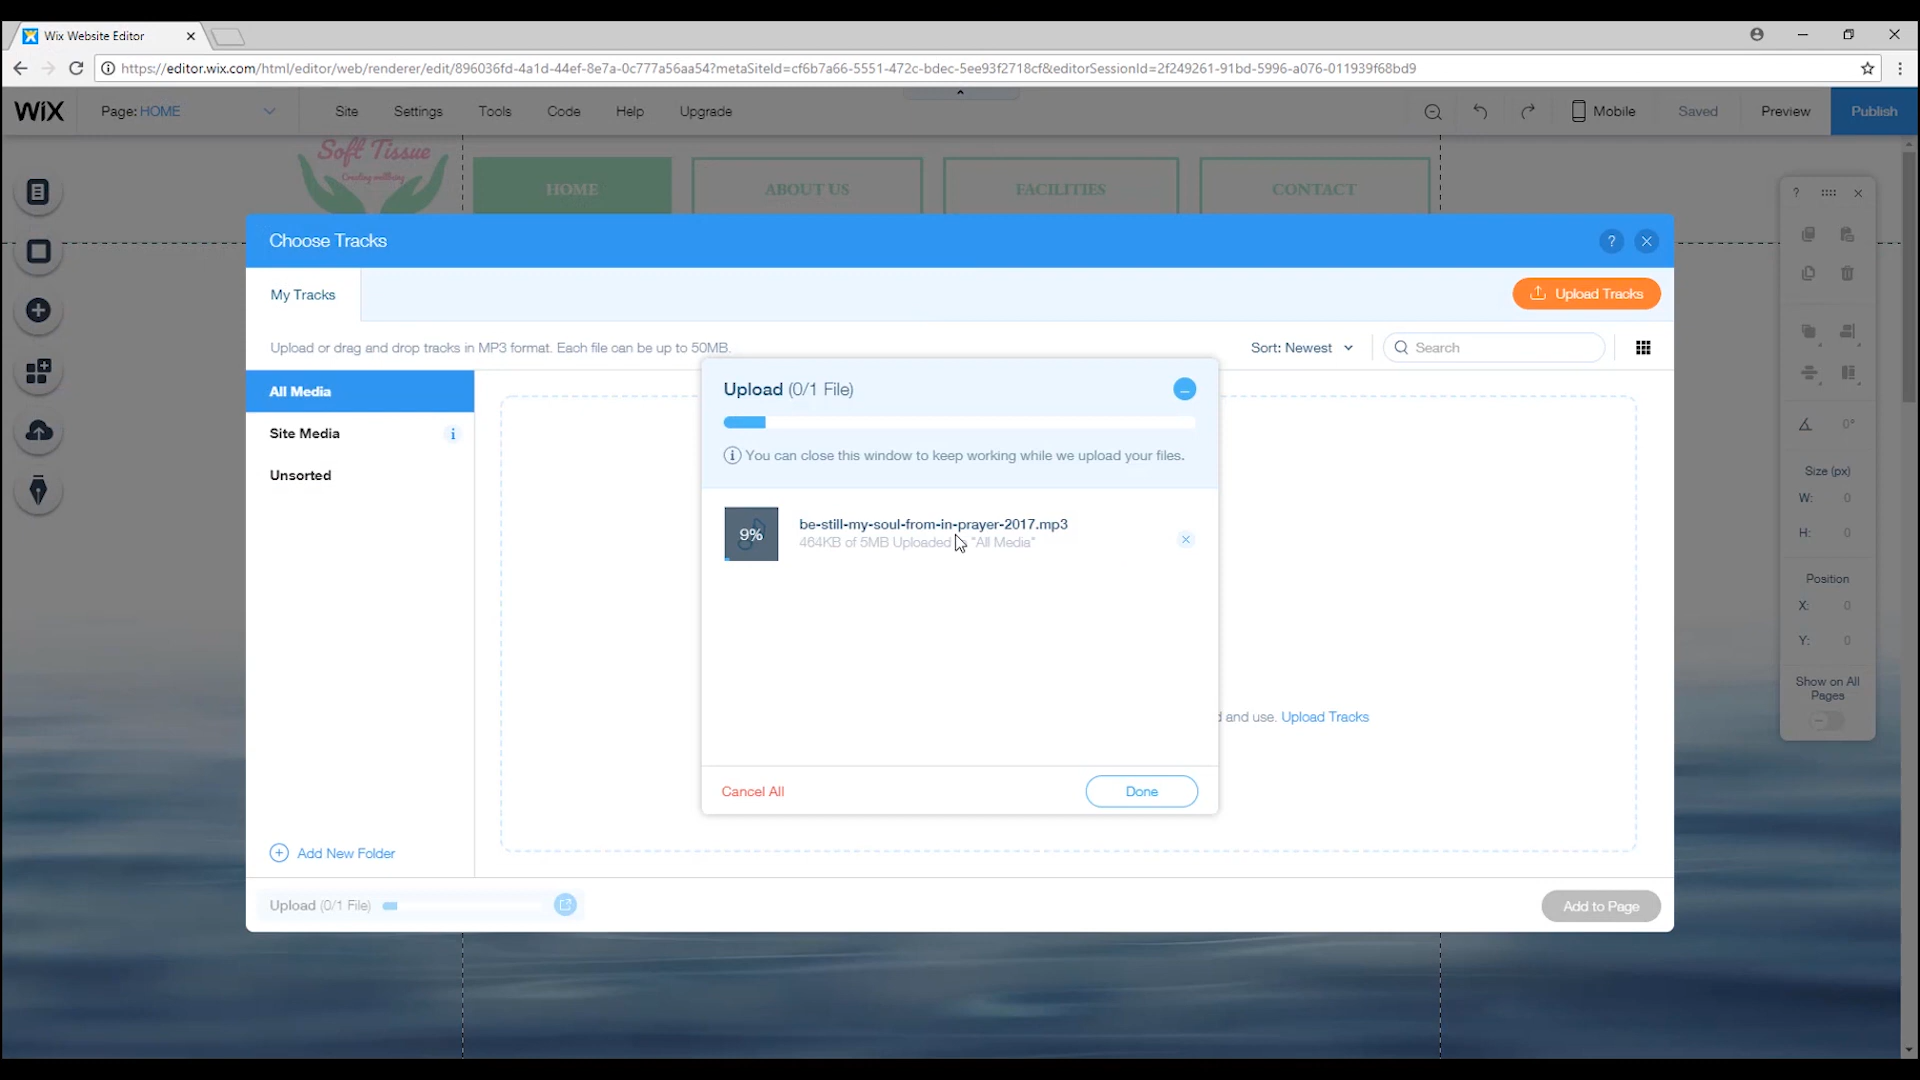 Wix Website Editor
https://editor.wix.com/html/editor/web/renderer/edit/896036fd-4a1d-44ef-8e7a-0c777a56aa54?metaSiteId=cf6b7a66-5551-472c-bdec-5ee93f2718cf&editorSessionId=2f249261-91bd-5996-a076-011939f68bd9
WiX Page: HOME Site Settings Tools Code Help Upgrade Mobile Saved Preview Publish
Soft Tissue
Creating wellbeing
HOME ABOUT US FACILITIES CONTACT
Choose Tracks
?
My Tracks
Upload Tracks
Upload or drag and drop tracks in MP3 format. Each file can be up to 50MB.
Sort: Newest
Search
All Media
Site Media
Unsorted
Upload (0/1 File)
You can close this window to keep working while we upload your files.
9%
be-still-my-soul-from-in-prayer-2017.mp3
464KB of 5MB Uploaded "All Media"
and use. Upload Tracks
Cancel All
Done
Add New Folder
Upload (0/1 File)
Add to Page
?
0°
Size (px)
W: 0
H: 0
Position
X: 0
Y: 0
Show on All
Pages